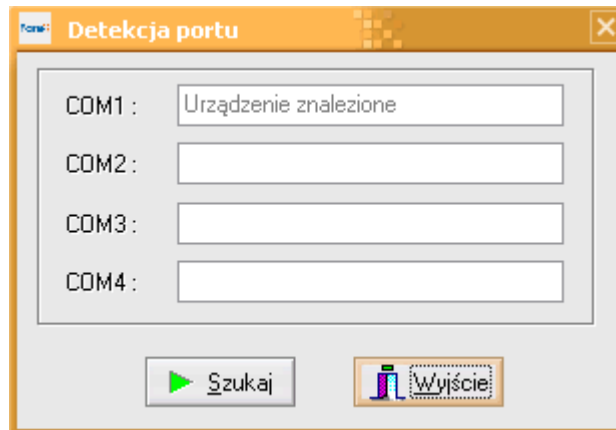 Detekcja portu
COM1 : Urządzenie znalezione
COM2 :
COM3 :
COM4 :
Szukaj Wyjście